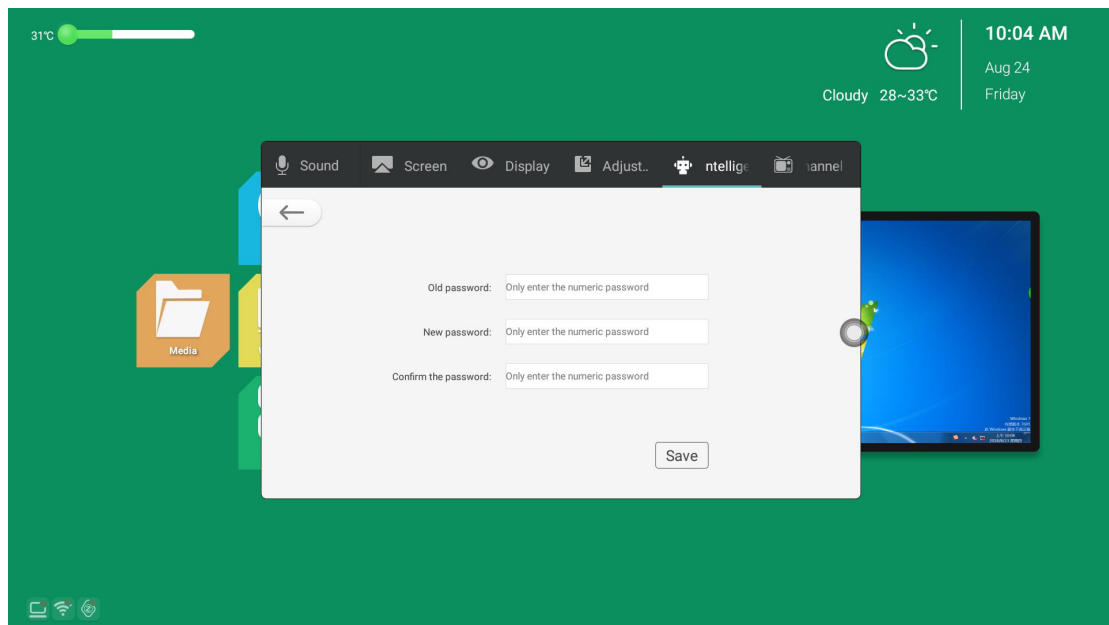 31℃
10:04 AM
Aug 24
Cloudy 28~33℃
Friday
Sound
Screen
Display
Adjust..
ntellige
hannel
Old password:
Only enter the numeric password
New password:
Only enter the numeric password
Confirm the password:
Only enter the numeric password
Save
Media